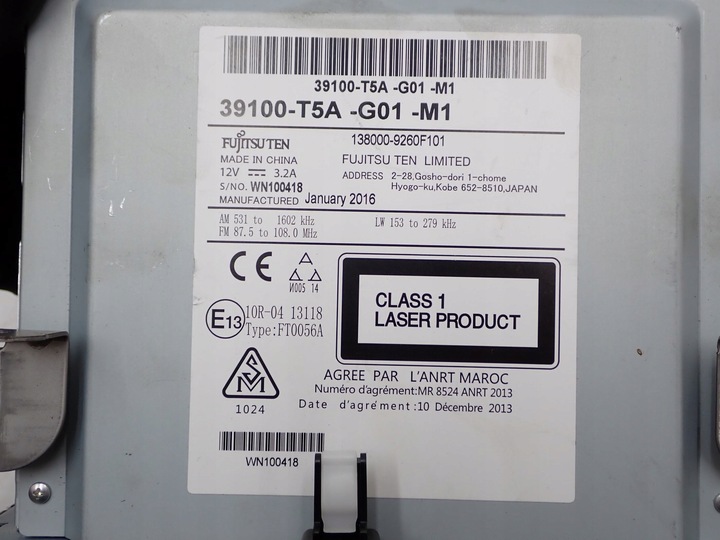 39100-T5A -G01 -M1
39100-T5A -G01 -M1
FUJITSU TEN 138000-9260F101
MADE IN CHINA FUJITSU TEN LIMITED
12V 3.2A ADDRESS 2-28,Gosho-dori 1-chome
S/NO. WN100418 Hyogo-ku,Kobe 652-8510,JAPAN
MANUFACTURED January 2016
AM 531 to 1602 kHz LW 153 to 279 kHz
FM 87.5 to 108.0 MHz
CE
И005 14
E13 10R-04 13118
Type:FT0056A
CLASS 1
LASER PRODUCT
SM
1024
AGREE PAR L'ANRT MAROC
Numéro d'agrément:MR 8524 ANRT 2013
Date d'agrément:10 Décembre 2013
WN100418